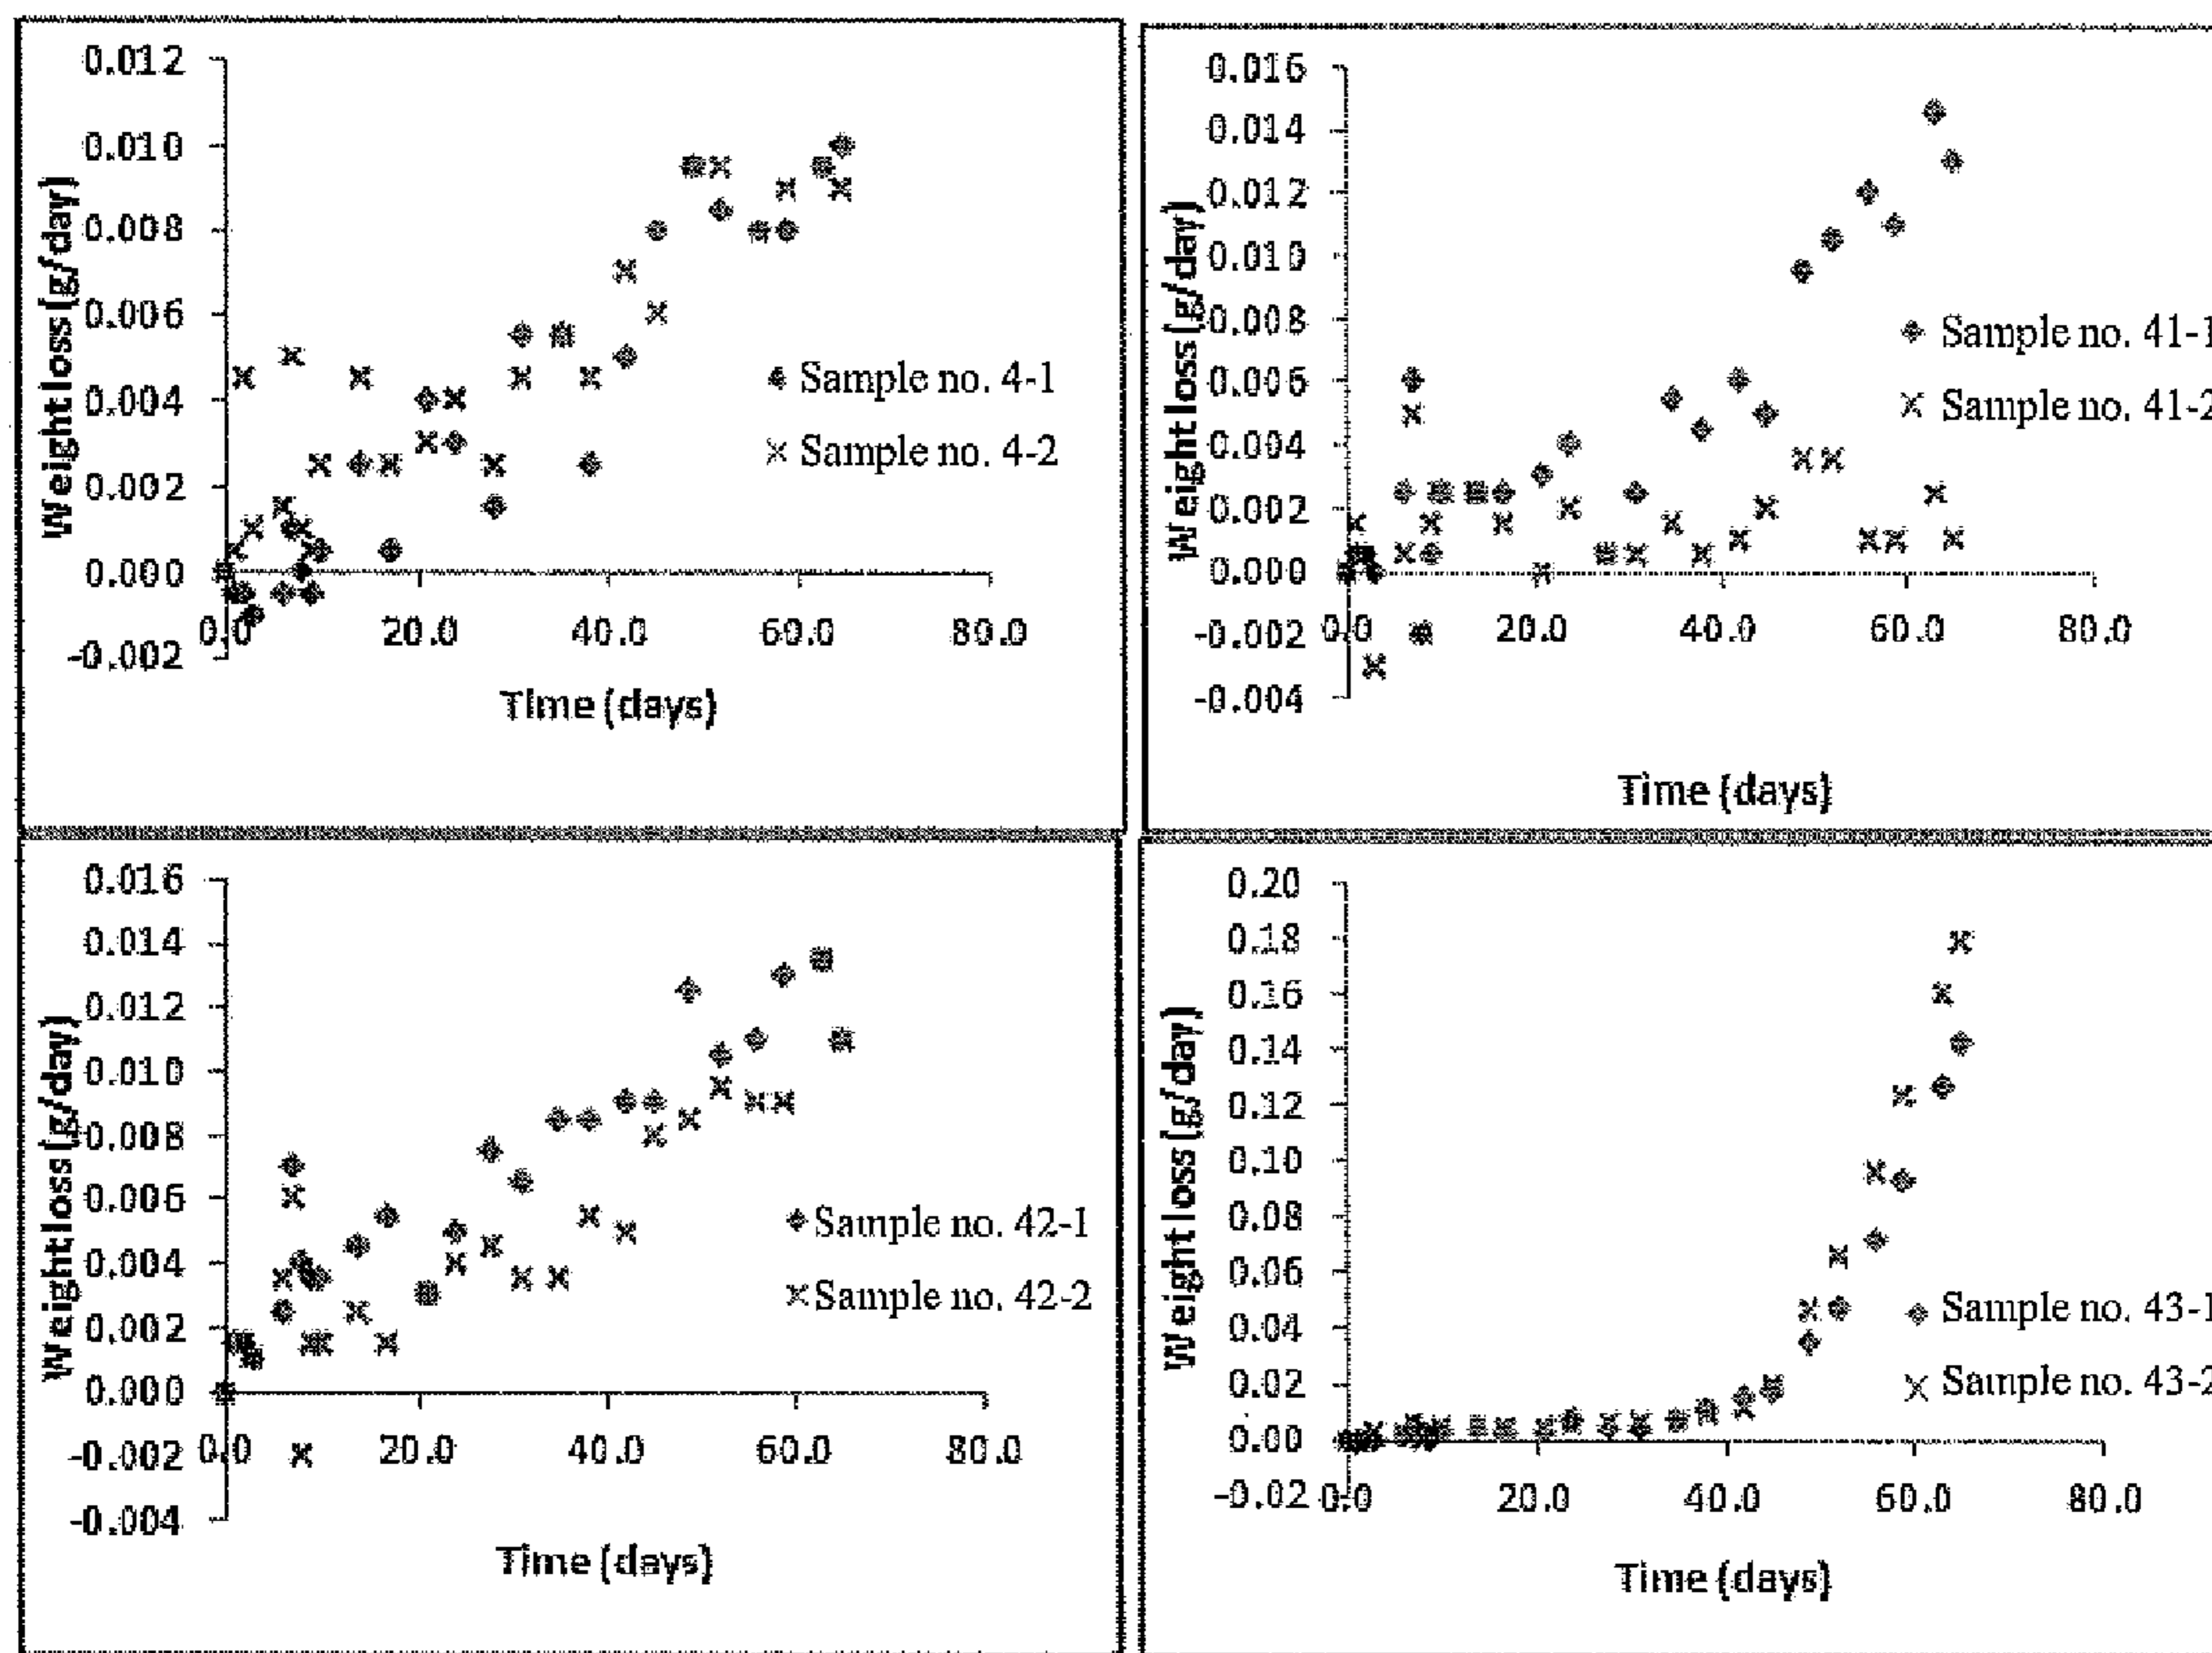 0.012
0.010
0.008
0.006
0.004
0.002
0.000
-0.002
Weight loss (g/day)
0.0 20.0 40.0 60.0 80.0
Time (days)
Sample no. 4-1
Sample no. 4-2
0.016
0.014
0.012
0.010
0.008
0.006
0.004
0.002
0.000
-0.002
-0.004
Weight loss (g/day)
0.0 20.0 40.0 60.0 80.0
Time (days)
Sample no. 41-1
Sample no. 41-2
0.016
0.014
0.012
0.010
0.008
0.006
0.004
0.002
0.000
-0.002
-0.004
Weight loss (g/day)
0.0 20.0 40.0 60.0 80.0
Time (days)
Sample no. 42-1
Sample no. 42-2
0.20
0.18
0.16
0.14
0.12
0.10
0.08
0.06
0.04
0.02
0.00
-0.02
Weight loss (g/day)
0.0 20.0 40.0 60.0 80.0
Time (days)
Sample no. 43-1
Sample no. 43-2